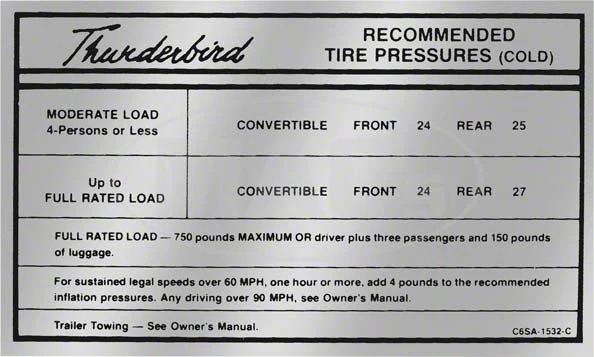 Thunderbird
RECOMMENDED
TIRE PRESSURES (COLD)
MODERATE LOAD
4-Persons or Less
CONVERTIBLE FRONT 24 REAR 25
Up to
FULL RATED LOAD
CONVERTIBLE FRONT 24 REAR 27
FULL RATED LOAD — 750 pounds MAXIMUM OR driver plus three passengers and 150 pounds
of luggage.
For sustained legal speeds over 60 MPH, one hour or more, add 4 pounds to the recommended
inflation pressures. Any driving over 90 MPH, see Owner's Manual.
Trailer Towing — See Owner's Manual.
C6SA-1532-C